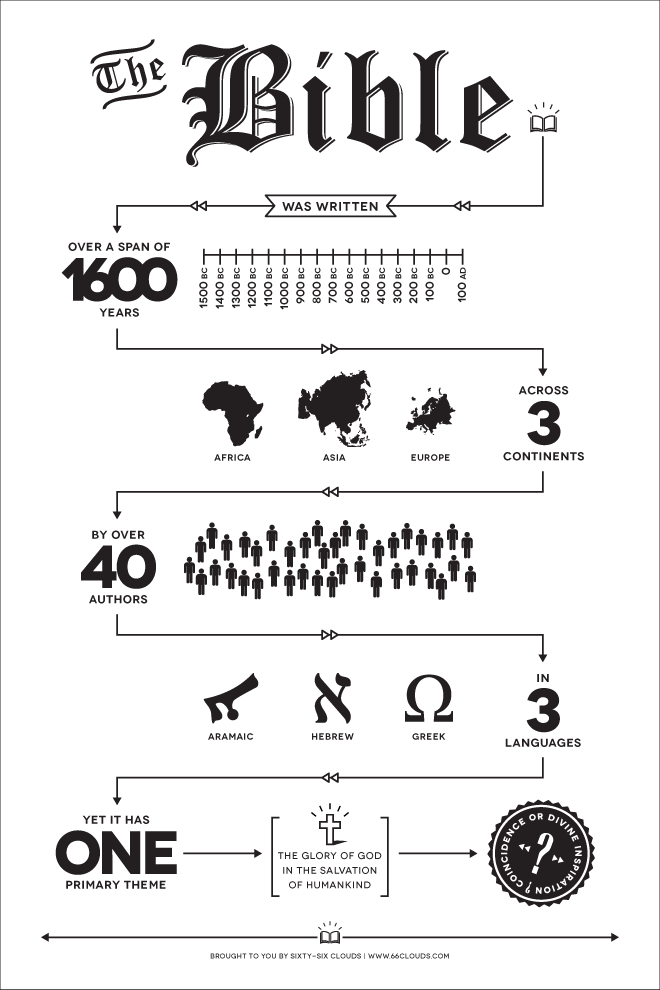 The Bible
WAS WRITTEN
OVER A SPAN OF
1600
YEARS
1500 BC
1400 BC
1300 BC
1200 BC
1100 BC
1000 BC
900 BC
800 BC
700 BC
600 BC
500 BC
400 BC
300 BC
200 BC
100 BC
0
100 AD
AFRICA
ASIA
EUROPE
ACROSS
3
CONTINENTS
BY OVER
40
AUTHORS
ARAMAIC
א
HEBREW
Ω
GREEK
IN
3
LANGUAGES
YET IT HAS
ONE
PRIMARY THEME
THE GLORY OF GOD
IN THE SALVATION
OF HUMANKIND
COINCIDENCE OR DIVINE INSPIRATION?
?
BROUGHT TO YOU BY SIXTY-SIX CLOUDS | WWW.66CLOUDS.COM